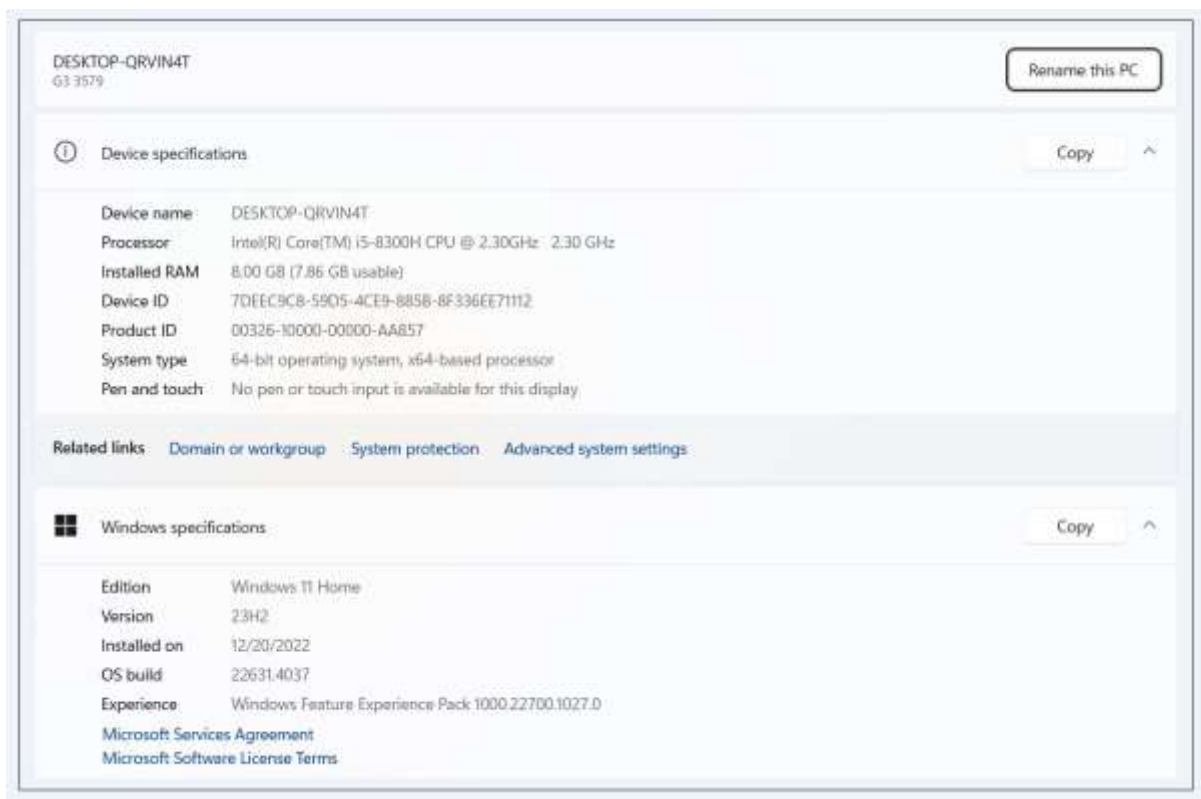 DESKTOP-QRVIN4T
G3 3579
Rename this PC
Device specifications
Copy
Device name DESKTOP-QRVIN4T
Processor Intel(R) Core(TM) i5-8300H CPU @ 2.30GHz 2.30 GHz
Installed RAM 8.00 GB (7.86 GB usable)
Device ID 7DEEC9C8-59D5-4CE9-885B-8F336EE71112
Product ID 00326-10000-00000-AA857
System type 64-bit operating system, x64-based processor
Pen and touch No pen or touch input is available for this display
Related links Domain or workgroup System protection Advanced system settings
Windows specifications
Copy
Edition Windows 11 Home
Version 23H2
Installed on 12/20/2022
OS build 22631.4037
Experience Windows Feature Experience Pack 1000.22700.1027.0
Microsoft Services Agreement
Microsoft Software License Terms